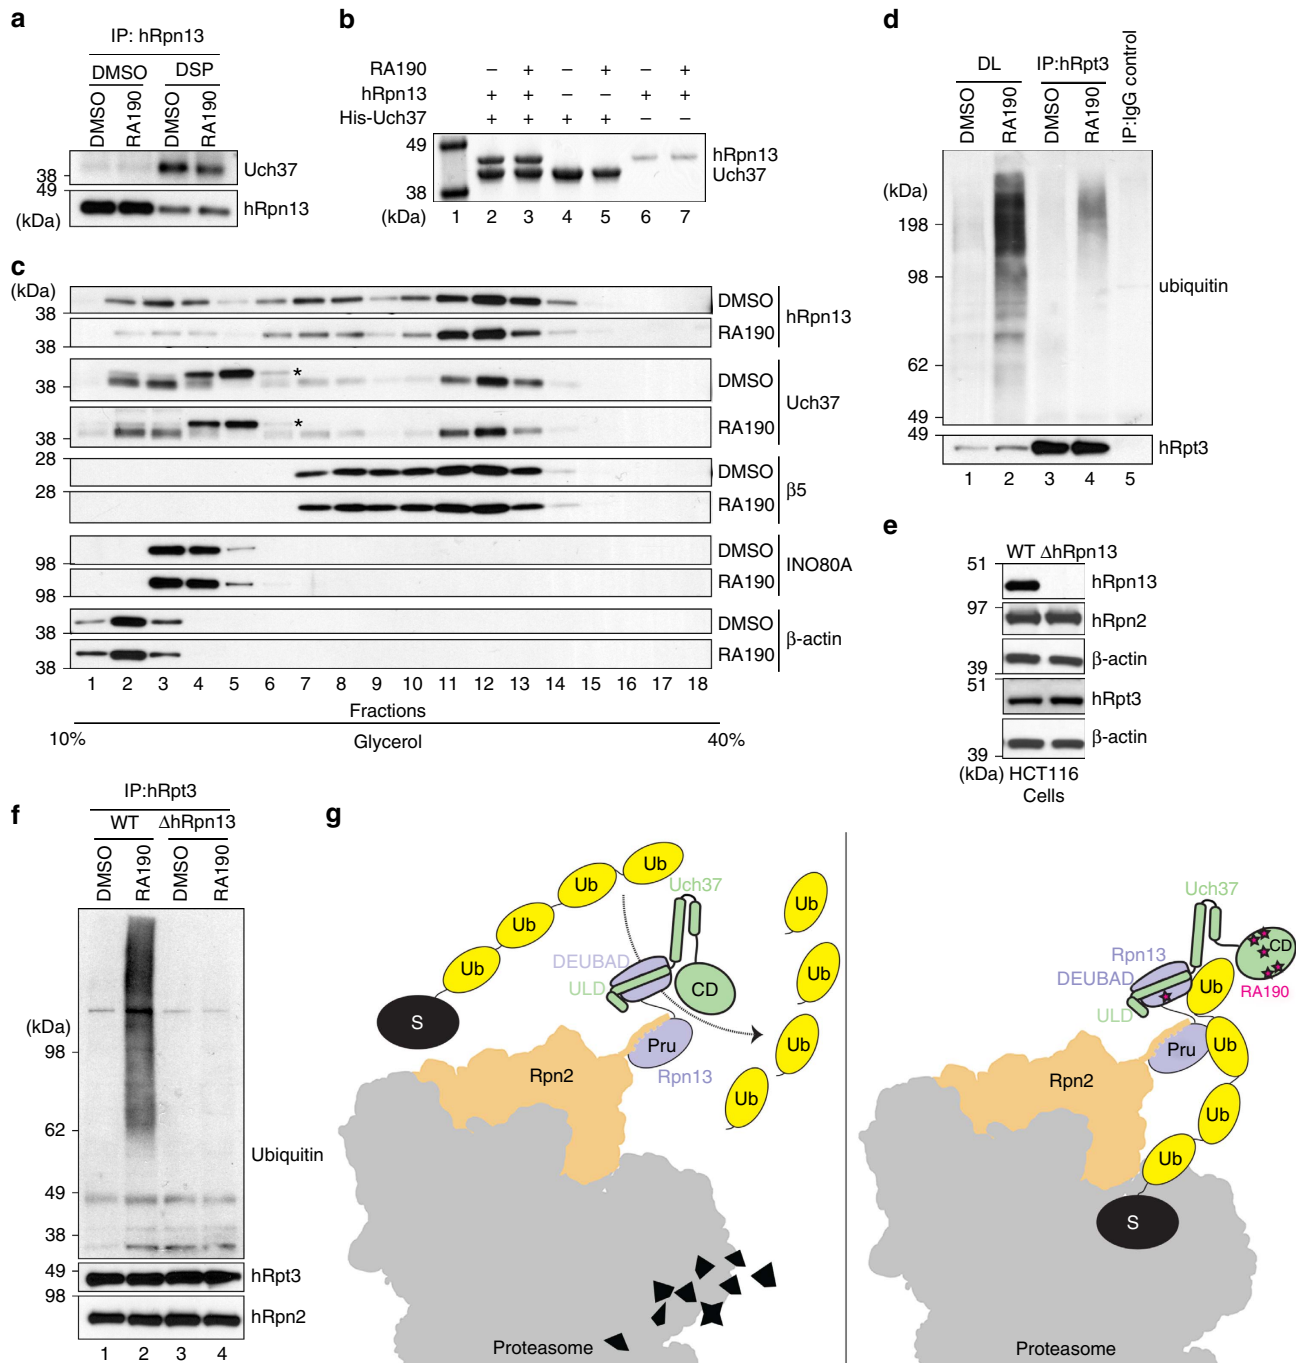 a
IP: hRpn13
DMSO DSP
DMSO RA190 DMSO RA190
38 Uch37
49
(kDa) hRpn13
b
RA190 – + – + – +
hRpn13 + + – – + +
His-Uch37 + + + + – –
49 hRpn13
Uch37
38
(kDa) 1 2 3 4 5 6 7
c
(kDa)
38 DMSO
38 RA190
hRpn13
38 * DMSO
38 * RA190
Uch37
28 DMSO
28 RA190
β5
98 DMSO
98 RA190
INO80A
38 DMSO
38 RA190
β-actin
1 2 3 4 5 6 7 8 9 10 11 12 13 14 15 16 17 18
Fractions
10% Glycerol 40%
d
DL IP:hRpt3 IP:IgG control
DMSO RA190 DMSO RA190
(kDa)
198
98
ubiquitin
62
49
49 hRpt3
1 2 3 4 5
e
WT ΔhRpn13
51 hRpn13
97 hRpn2
39 β-actin
51 hRpt3
39 β-actin
(kDa) HCT116
Cells
f
IP:hRpt3
WT ΔhRpn13
DMSO RA190 DMSO RA190
(kDa)
98
62
Ubiquitin
49
38
49 hRpt3
98 hRpn2
1 2 3 4
g
Ub
Ub
Ub
Ub
S
Uch37
DEUBAD
ULD
CD
Pru
Rpn13
Rpn2
Ub
Ub
Ub
Ub
Proteasome
Uch37
Rpn13
DEUBAD
ULD
CD
RA190
Ub
Pru
Ub
Rpn2
Ub
Ub
S
Proteasome